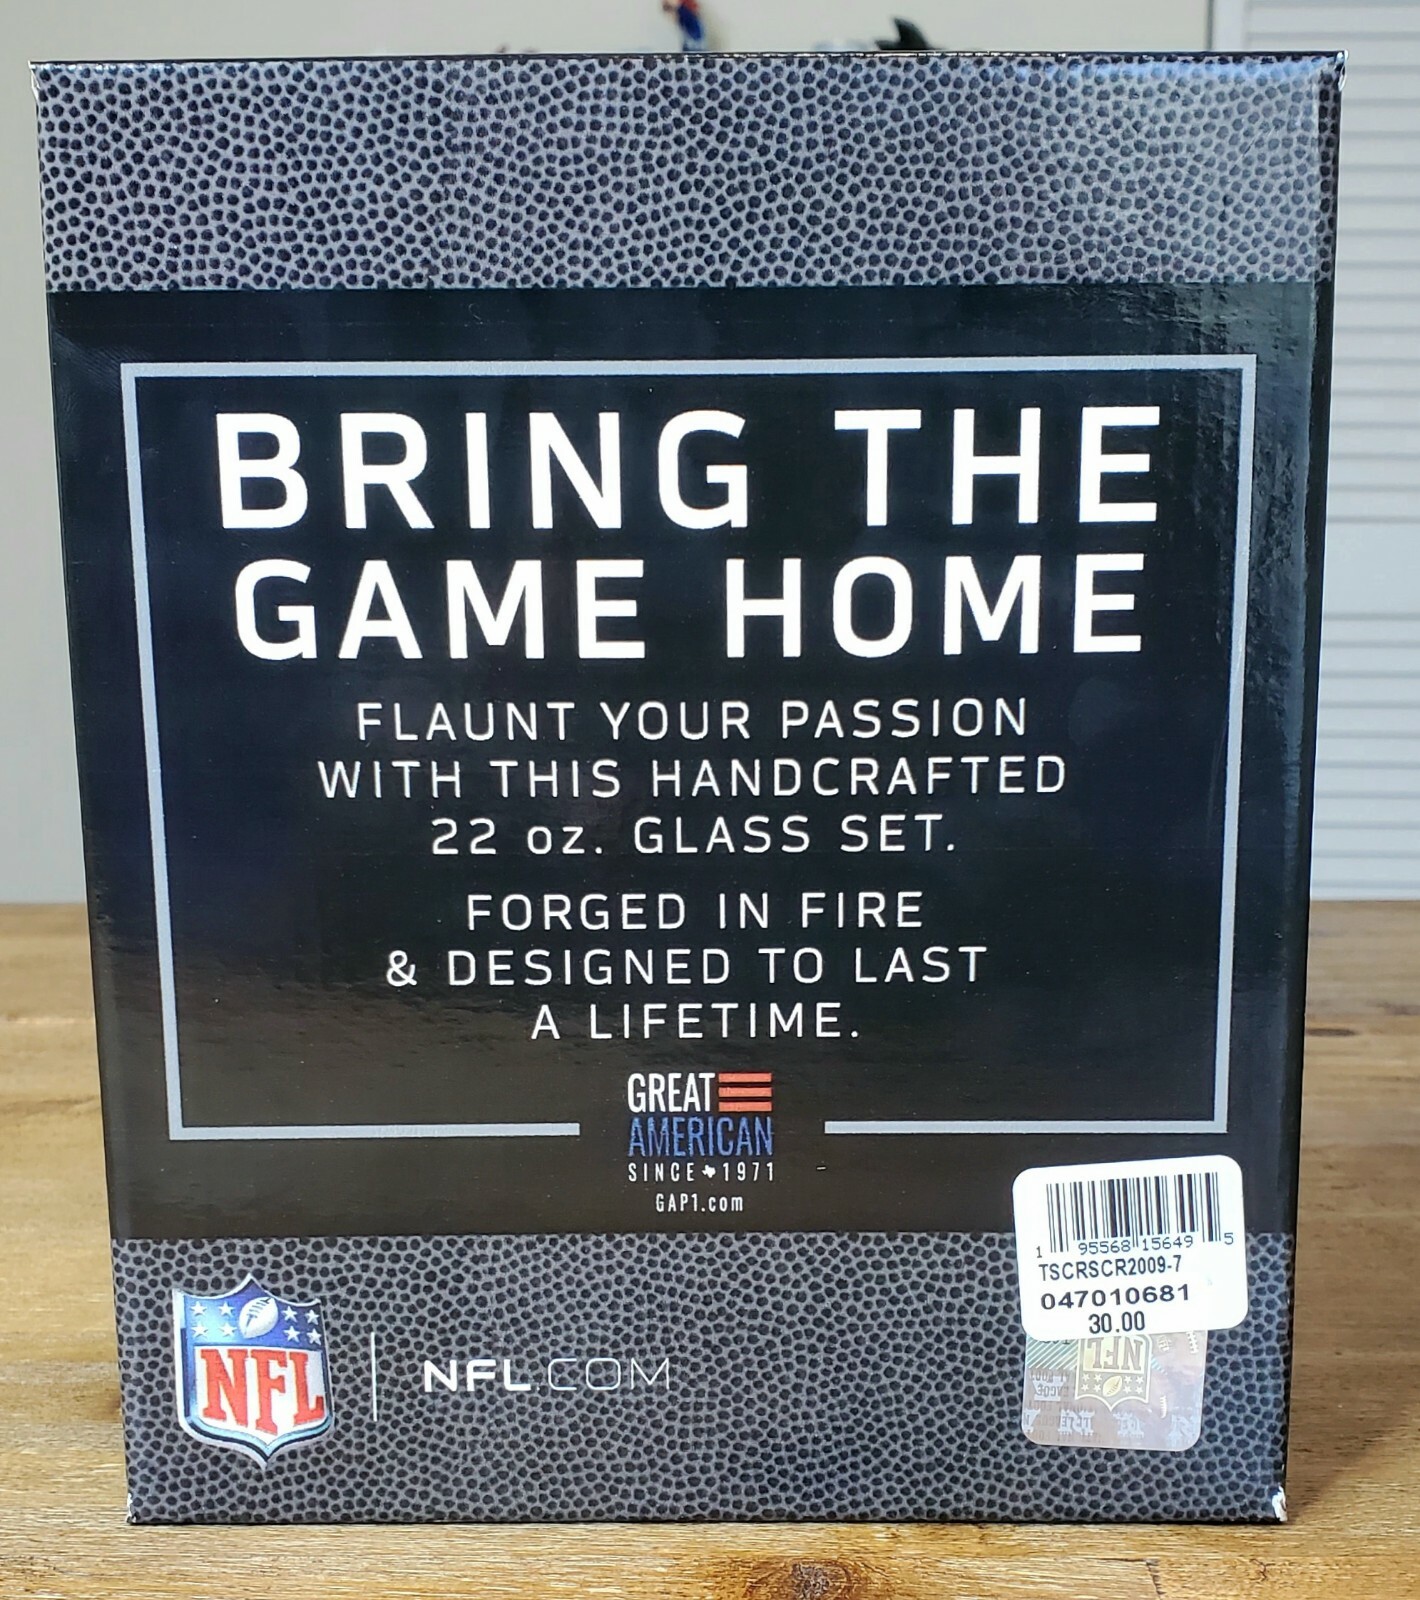 BRING THE
GAME HOME
FLAUNT YOUR PASSION
WITH THIS HANDCRAFTED
22 oz. GLASS SET.
FORGED IN FIRE
& DESIGNED TO LAST
A LIFETIME.
GREAT
AMERICAN
SINCE 1971
GAP1.com
1 95568 15649 5
TSCRSCR2009-7
047010681
30.00
NFL
NFL
NFL.COM